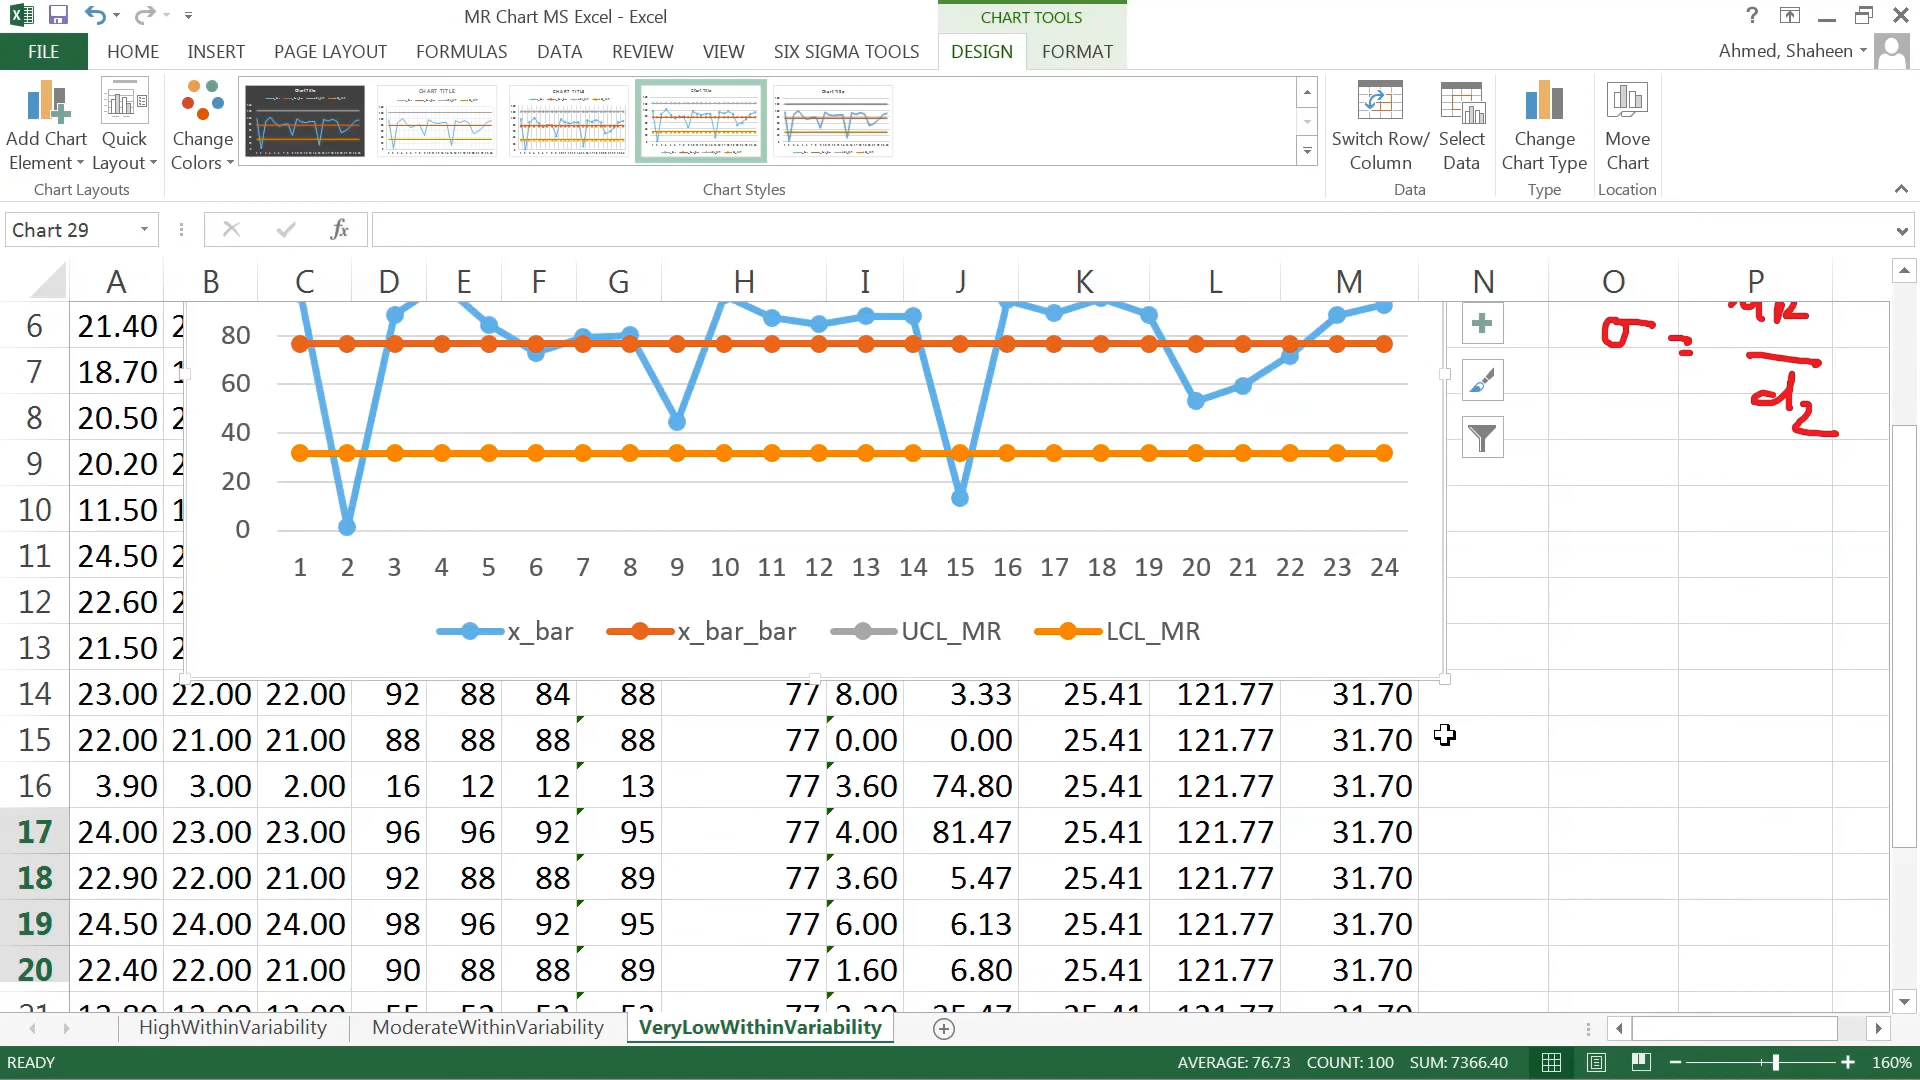 MR Chart MS Excel - Excel
CHART TOOLS
?
FILE HOME INSERT PAGE LAYOUT FORMULAS DATA REVIEW VIEW SIX SIGMA TOOLS DESIGN FORMAT
Ahmed, Shaheen
Add Chart Element
Quick Layout
Change Colors
Switch Row/ Column
Select Data
Change Chart Type
Move Chart
Chart Layouts
Chart Styles
Data
Type
Location
Chart 29
fx
A B C D E F G H I J K L M N O P
6 21.40 2
7 18.70 1
8 20.50 2
9 20.20 2
10 11.50 1
11 24.50 2
12 22.60 2
13 21.50 2
80
60
40
20
0
1 2 3 4 5 6 7 8 9 10 11 12 13 14 15 16 17 18 19 20 21 22 23 24
x_bar x_bar_bar UCL_MR LCL_MR
σ =
d2
14 23.00 22.00 22.00 92 88 84 88 77 8.00 3.33 25.41 121.77 31.70
15 22.00 21.00 21.00 88 88 88 88 77 0.00 0.00 25.41 121.77 31.70
16 3.90 3.00 2.00 16 12 12 13 77 3.60 74.80 25.41 121.77 31.70
17 24.00 23.00 23.00 96 96 92 95 77 4.00 81.47 25.41 121.77 31.70
18 22.90 22.00 21.00 92 88 88 89 77 3.60 5.47 25.41 121.77 31.70
19 24.50 24.00 24.00 98 96 92 95 77 6.00 6.13 25.41 121.77 31.70
20 22.40 22.00 21.00 90 88 88 89 77 1.60 6.80 25.41 121.77 31.70
HighWithinVariability ModerateWithinVariability VeryLowWithinVariability
READY
AVERAGE: 76.73 COUNT: 100 SUM: 7366.40
160%